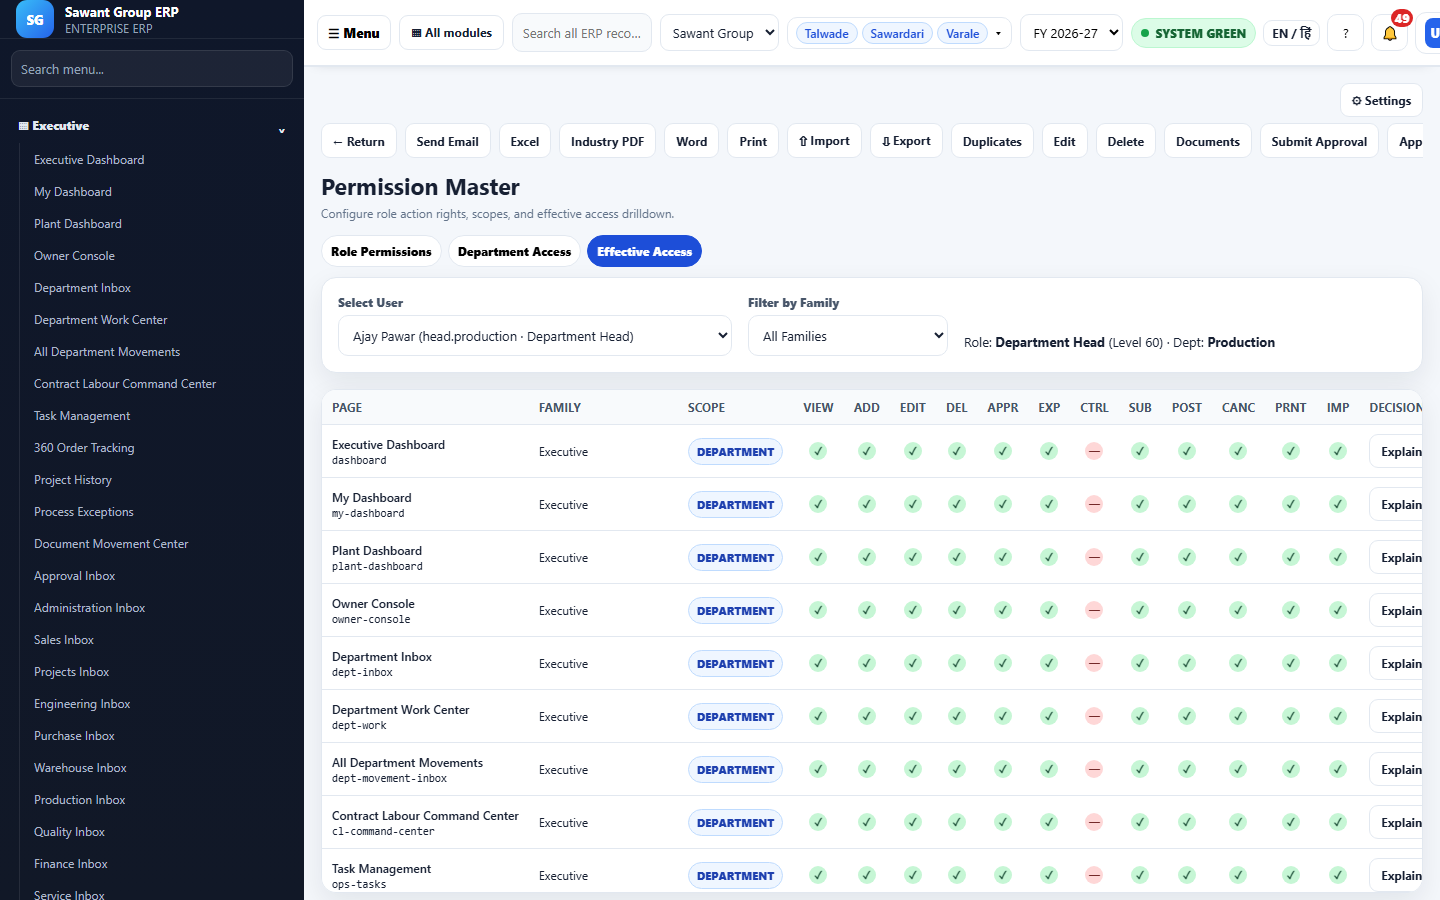 SG
Sawant Group ERP
ENTERPRISE ERP
Search menu...
Executive
Executive Dashboard
My Dashboard
Plant Dashboard
Owner Console
Department Inbox
Department Work Center
All Department Movements
Contract Labour Command Center
Task Management
360 Order Tracking
Project History
Process Exceptions
Document Movement Center
Approval Inbox
Administration Inbox
Sales Inbox
Projects Inbox
Engineering Inbox
Purchase Inbox
Warehouse Inbox
Production Inbox
Quality Inbox
Finance Inbox
Service Inbox
☰ Menu
All modules
Search all ERP reco...
Sawant Group
Talwade Sawardari Varale
FY 2026-27
SYSTEM GREEN
EN / हिं
?
49
U
⚙ Settings
← Return
Send Email
Excel
Industry PDF
Word
Print
⇧ Import
⇩ Export
Duplicates
Edit
Delete
Documents
Submit Approval
App
Permission Master
Configure role action rights, scopes, and effective access drilldown.
Role Permissions Department Access Effective Access
Select User Filter by Family
Ajay Pawar (head.production · Department Head) All Families Role: Department Head (Level 60) · Dept: Production
PAGE FAMILY SCOPE VIEW ADD EDIT DEL APPR EXP CTRL SUB POST CANC PRNT IMP DECISION
Executive Dashboard
dashboard
Executive DEPARTMENT ✓ ✓ ✓ ✓ ✓ ✓ — ✓ ✓ ✓ ✓ ✓ Explain
My Dashboard
my-dashboard
Executive DEPARTMENT ✓ ✓ ✓ ✓ ✓ ✓ — ✓ ✓ ✓ ✓ ✓ Explain
Plant Dashboard
plant-dashboard
Executive DEPARTMENT ✓ ✓ ✓ ✓ ✓ ✓ — ✓ ✓ ✓ ✓ ✓ Explain
Owner Console
owner-console
Executive DEPARTMENT ✓ ✓ ✓ ✓ ✓ ✓ — ✓ ✓ ✓ ✓ ✓ Explain
Department Inbox
dept-inbox
Executive DEPARTMENT ✓ ✓ ✓ ✓ ✓ ✓ — ✓ ✓ ✓ ✓ ✓ Explain
Department Work Center
dept-work
Executive DEPARTMENT ✓ ✓ ✓ ✓ ✓ ✓ — ✓ ✓ ✓ ✓ ✓ Explain
All Department Movements
dept-movement-inbox
Executive DEPARTMENT ✓ ✓ ✓ ✓ ✓ ✓ — ✓ ✓ ✓ ✓ ✓ Explain
Contract Labour Command Center
cl-command-center
Executive DEPARTMENT ✓ ✓ ✓ ✓ ✓ ✓ — ✓ ✓ ✓ ✓ ✓ Explain
Task Management
ops-tasks
Executive DEPARTMENT ✓ ✓ ✓ ✓ ✓ ✓ — ✓ ✓ ✓ ✓ ✓ Explain